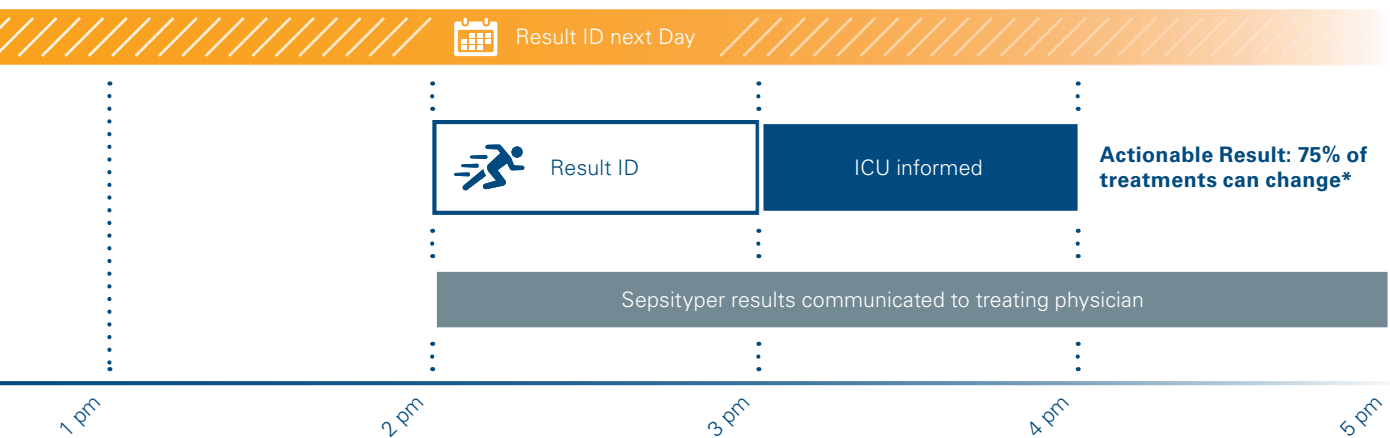 Result ID next Day
Result ID
ICU informed
Actionable Result: 75% of
treatments can change*
Sepsityper results communicated to treating physician
1 pm
2 pm
3 pm
4 pm
5 pm